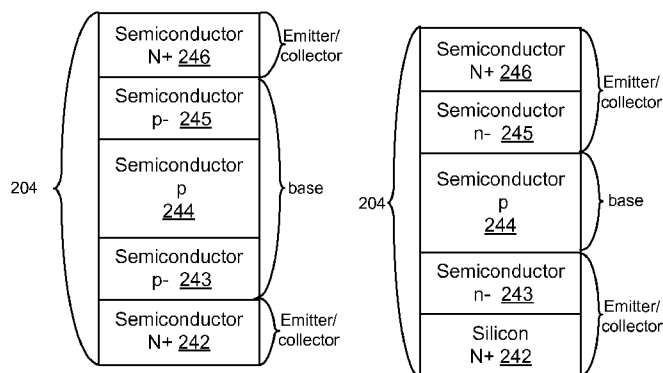 Semiconductor
N+ 246
Emitter/
collector
Semiconductor
p- 245
204
Semiconductor
p
244
base
Semiconductor
p- 243
Semiconductor
N+ 242
Emitter/
collector
Semiconductor
N+ 246
Emitter/
collector
Semiconductor
n- 245
204
Semiconductor
p
244
base
Semiconductor
n- 243
Emitter/
collector
Silicon
N+ 242